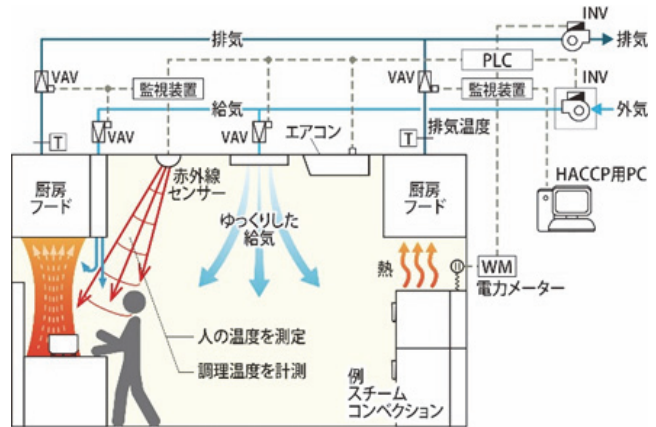 INV
排気
排気
PLC
VAV
VAV
INV
監視装置
監視装置
給気
外気
VAV
VAV
エアコン
T
T
排気温度
赤外線
センサー
厨房
フード
厨房
フード
HACCP用PC
ゆっくりした
給気
熱
WM
電力メーター
人の温度を測定
調理温度を計測
例
スチーム
コンベクション